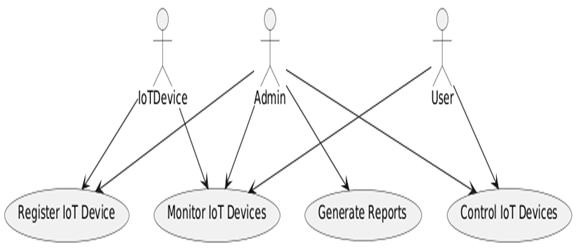 IoTDevice
Admin
User
Register IoT Device
Monitor IoT Devices
Generate Reports
Control IoT Devices